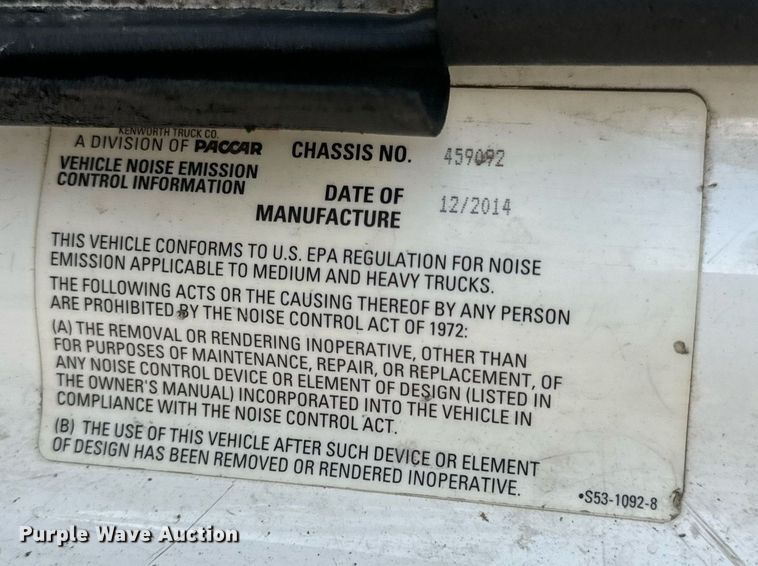 KENWORTH TRUCK CO.
A DIVISION OF PACCAR
VEHICLE NOISE EMISSION
CONTROL INFORMATION
CHASSIS NO. 459092
DATE OF
MANUFACTURE 12/2014
THIS VEHICLE CONFORMS TO U.S. EPA REGULATION FOR NOISE
EMISSION APPLICABLE TO MEDIUM AND HEAVY TRUCKS.
THE FOLLOWING ACTS OR THE CAUSING THEREOF BY ANY PERSON
ARE PROHIBITED BY THE NOISE CONTROL ACT OF 1972:
(A) THE REMOVAL OR RENDERING INOPERATIVE, OTHER THAN
FOR PURPOSES OF MAINTENANCE, REPAIR, OR REPLACEMENT, OF
ANY NOISE CONTROL DEVICE OR ELEMENT OF DESIGN (LISTED IN
THE OWNER'S MANUAL) INCORPORATED INTO THE VEHICLE IN
COMPLIANCE WITH THE NOISE CONTROL ACT.
(B) THE USE OF THIS VEHICLE AFTER SUCH DEVICE OR ELEMENT
OF DESIGN HAS BEEN REMOVED OR RENDERED INOPERATIVE.
•S53-1092-8
Purple Wave Auction